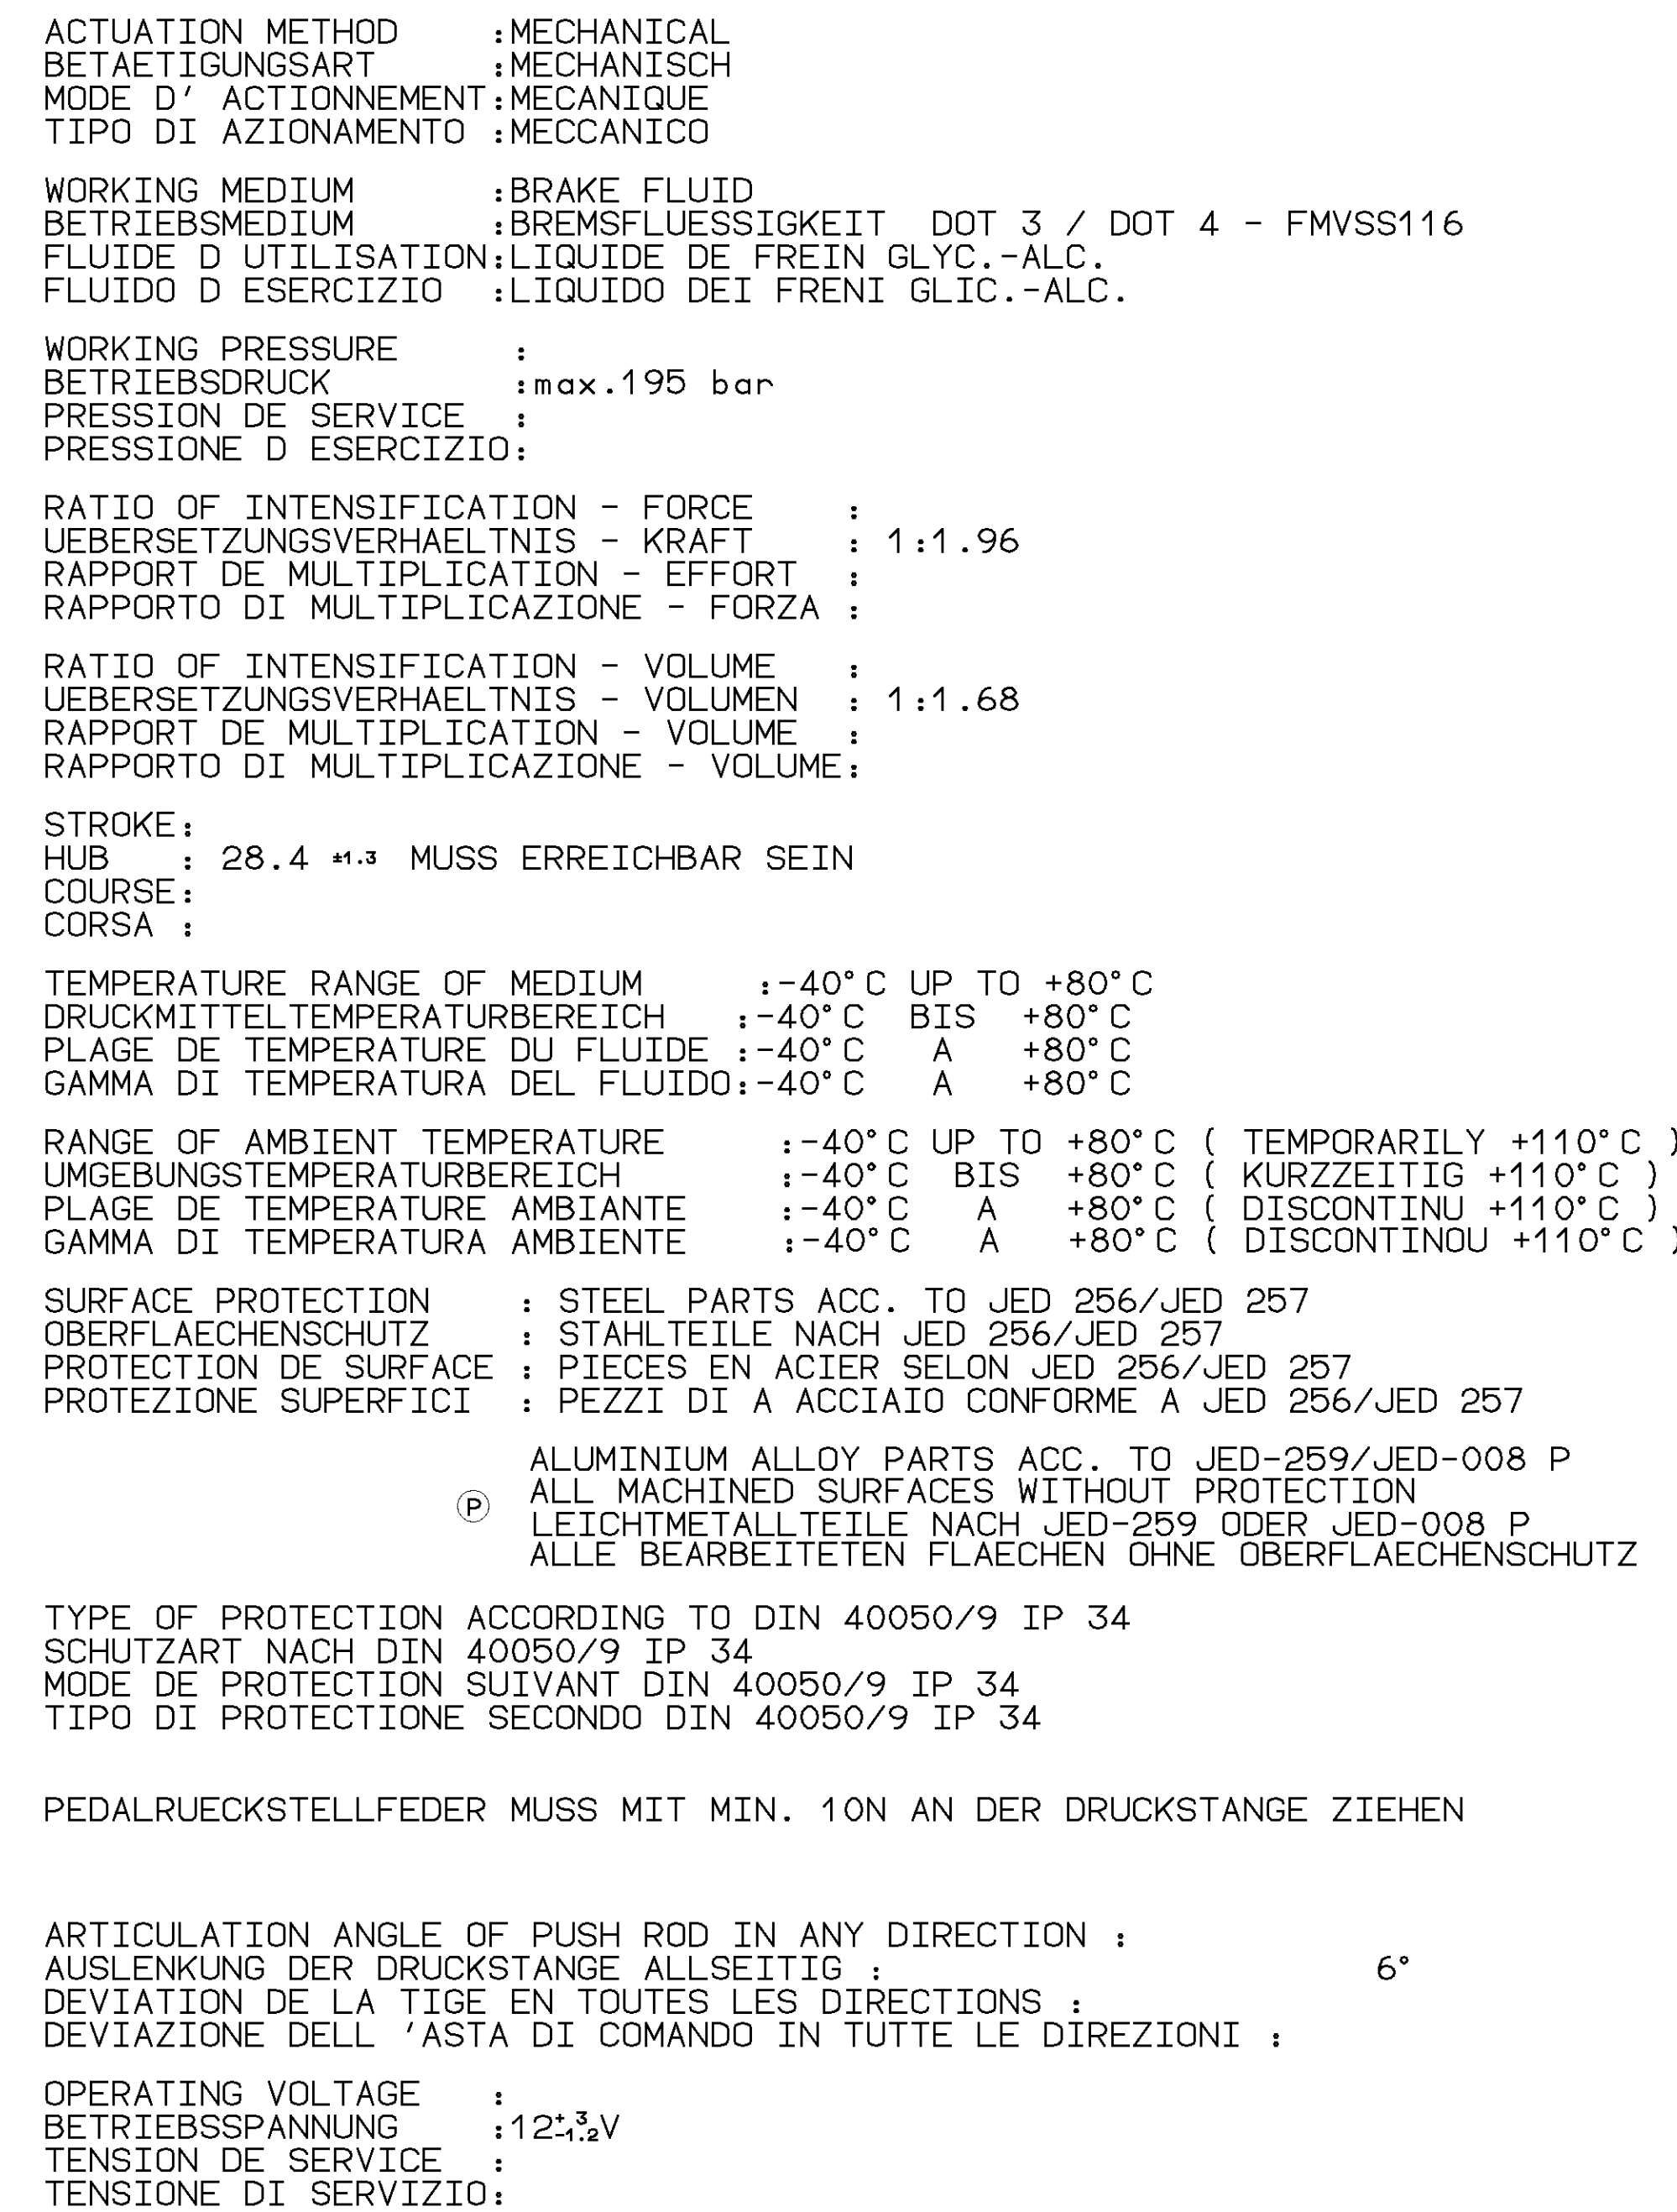 ACTUATION METHOD :MECHANICAL
BETAETIGUNGSART :MECHANISCH
MODE D' ACTIONNEMENT:MECANIQUE
TIPO DI AZIONAMENTO :MECCANICO
WORKING MEDIUM :BRAKE FLUID
BETRIEBSMEDIUM :BREMSFLUESSIGKEIT DOT 3 / DOT 4 - FMVSS116
FLUIDE D UTILISATION:LIQUIDE DE FREIN GLYC.-ALC.
FLUIDO D ESERCIZIO :LIQUIDO DEI FRENI GLIC.-ALC.
WORKING PRESSURE :
BETRIEBSDRUCK :max.195 bar
PRESSION DE SERVICE :
PRESSIONE D ESERCIZIO:
RATIO OF INTENSIFICATION - FORCE :
UEBERSETZUNGSVERHAELTNIS - KRAFT : 1:1.96
RAPPORT DE MULTIPLICATION - EFFORT :
RAPPORTO DI MULTIPLICAZIONE - FORZA :
RATIO OF INTENSIFICATION - VOLUME :
UEBERSETZUNGSVERHAELTNIS - VOLUMEN : 1:1.68
RAPPORT DE MULTIPLICATION - VOLUME :
RAPPORTO DI MULTIPLICAZIONE - VOLUME:
STROKE:
HUB : 28.4 ±1.3 MUSS ERREICHBAR SEIN
COURSE:
CORSA :
TEMPERATURE RANGE OF MEDIUM :-40°C UP TO +80°C
DRUCKMITTELTEMPERATURBEREICH :-40°C BIS +80°C
PLAGE DE TEMPERATURE DU FLUIDE :-40°C A +80°C
GAMMA DI TEMPERATURA DEL FLUIDO:-40°C A +80°C
RANGE OF AMBIENT TEMPERATURE :-40°C UP TO +80°C ( TEMPORARILY +110°C )
UMGEBUNGSTEMPERATURBEREICH :-40°C BIS +80°C ( KURZZEITIG +110°C )
PLAGE DE TEMPERATURE AMBIANTE :-40°C A +80°C ( DISCONTINU +110°C )
GAMMA DI TEMPERATURA AMBIENTE :-40°C A +80°C ( DISCONTINOU +110°C )
SURFACE PROTECTION : STEEL PARTS ACC. TO JED 256/JED 257
OBERFLAECHENSCHUTZ : STAHLTEILE NACH JED 256/JED 257
PROTECTION DE SURFACE : PIECES EN ACIER SELON JED 256/JED 257
PROTEZIONE SUPERFICI : PEZZI DI A ACCIAIO CONFORME A JED 256/JED 257
ALUMINIUM ALLOY PARTS ACC. TO JED-259/JED-008 P
ALL MACHINED SURFACES WITHOUT PROTECTION
P
LEICHTMETALLTEILE NACH JED-259 ODER JED-008 P
ALLE BEARBEITETEN FLAECHEN OHNE OBERFLAECHENSCHUTZ
TYPE OF PROTECTION ACCORDING TO DIN 40050/9 IP 34
SCHUTZART NACH DIN 40050/9 IP 34
MODE DE PROTECTION SUIVANT DIN 40050/9 IP 34
TIPO DI PROTECTIONE SECONDO DIN 40050/9 IP 34
PEDALRUECKSTELLFEDER MUSS MIT MIN. 10N AN DER DRUCKSTANGE ZIEHEN
ARTICULATION ANGLE OF PUSH ROD IN ANY DIRECTION :
AUSLENKUNG DER DRUCKSTANGE ALLSEITIG : 6°
DEVIATION DE LA TIGE EN TOUTES LES DIRECTIONS :
DEVIAZIONE DELL 'ASTA DI COMANDO IN TUTTE LE DIREZIONI :
OPERATING VOLTAGE :
BETRIEBSSPANNUNG :12+3 -1.2V
TENSION DE SERVICE :
TENSIONE DI SERVIZIO: